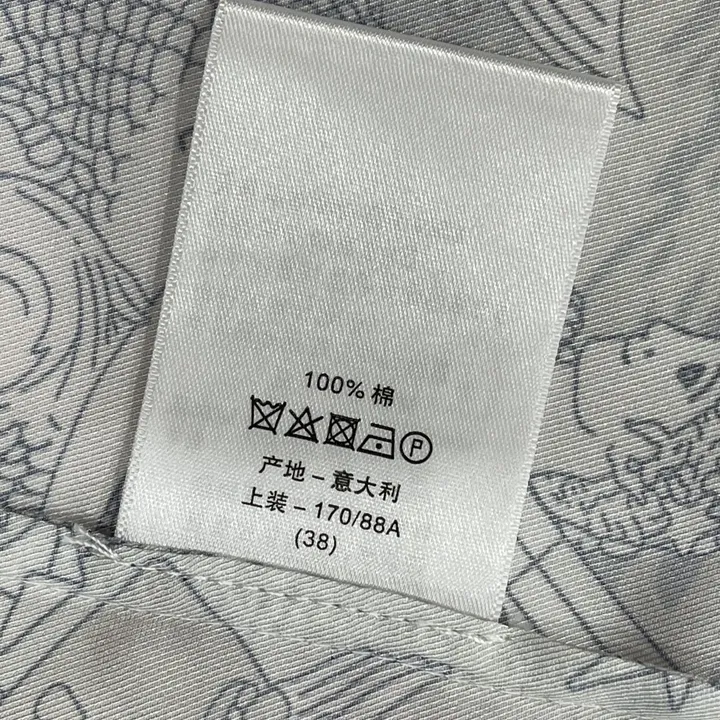 100% 棉
P
产地 – 意大利
上装 – 170/88A
(38)